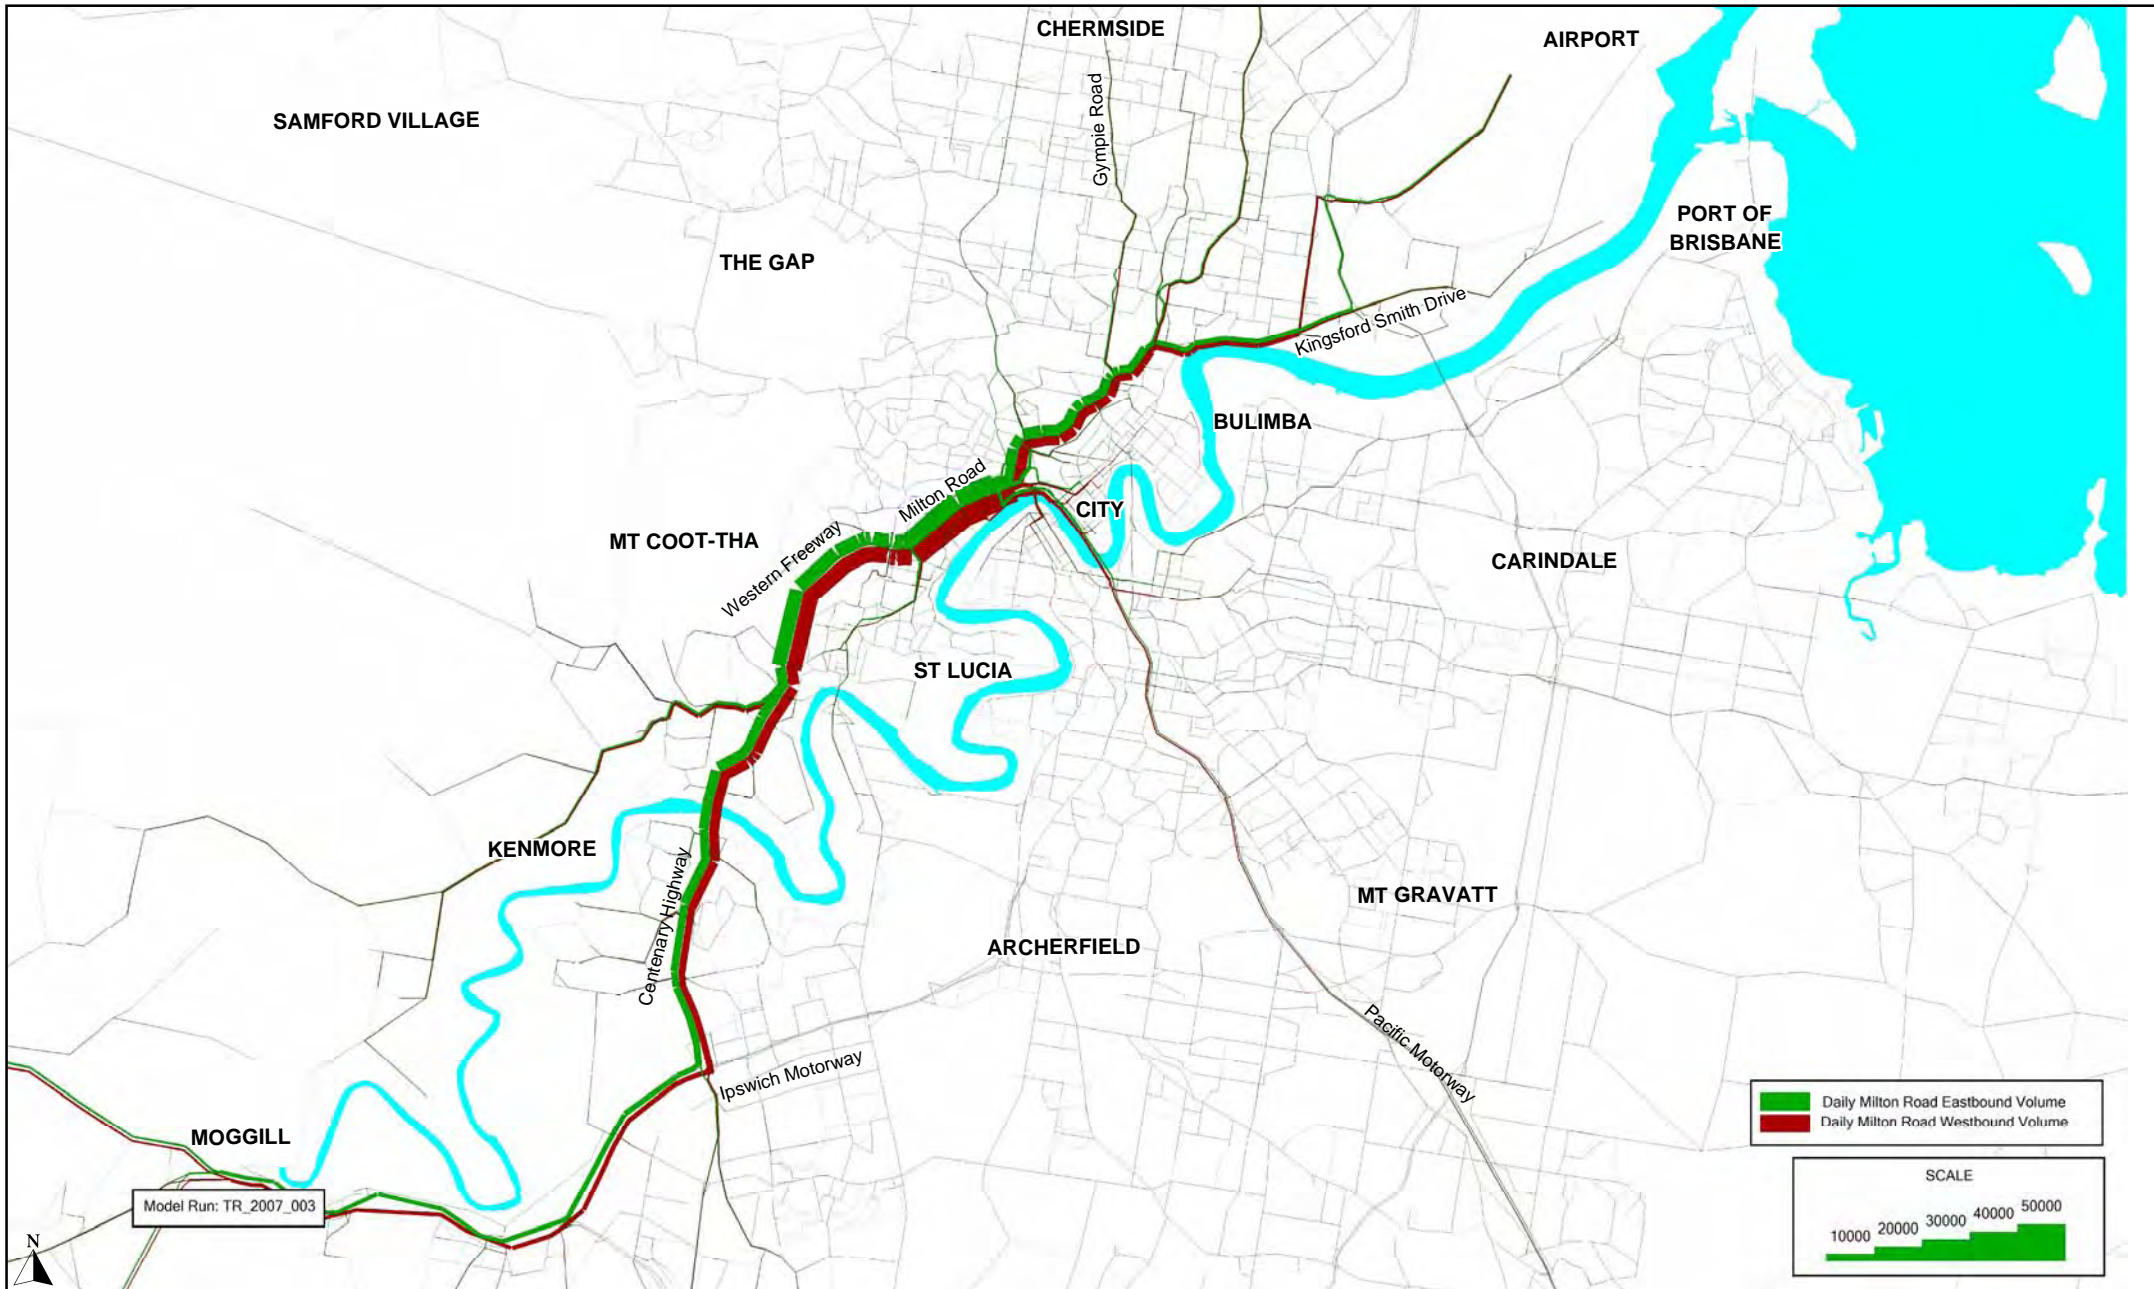 CHERMSIDE
AIRPORT
Gympie Road
SAMFORD VILLAGE
PORT OF
BRISBANE
THE GAP
Kingsford Smith Drive
BULIMBA
Milton Road
CITY
MT COOT-THA
Western Freeway
CARINDALE
ST LUCIA
KENMORE
Centenary Highway
MT GRAVATT
ARCHERFIELD
Pacific Motorway
Ipswich Motorway
MOGGILL
Model Run: TR_2007_003
N
Daily Milton Road Eastbound Volume
Daily Milton Road Westbound Volume
SCALE
10000 20000 30000 40000 50000